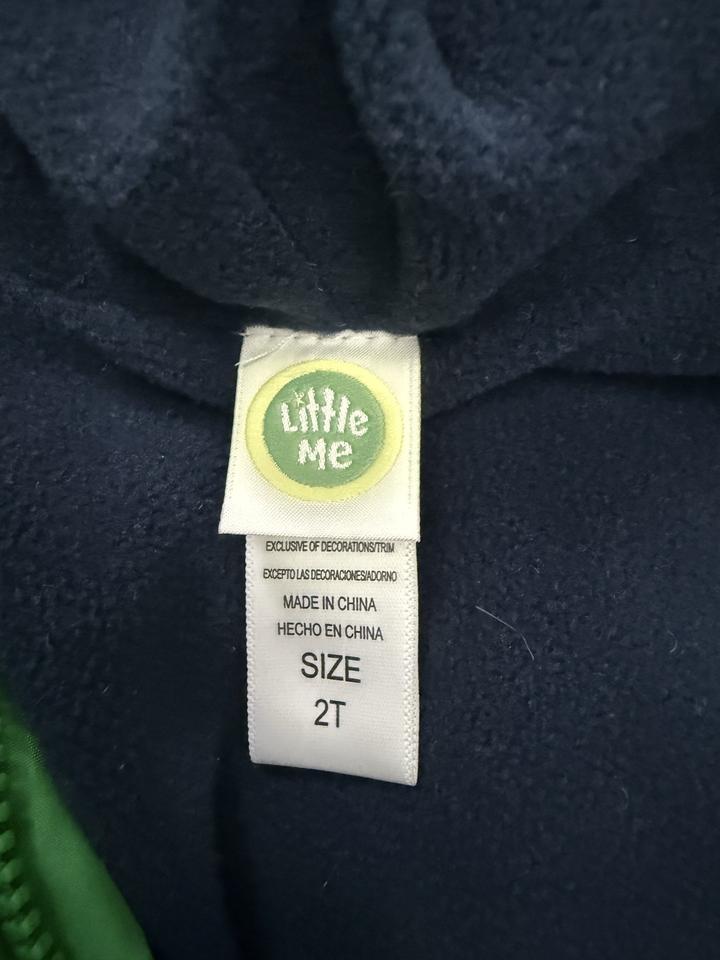 Little
Me
EXCLUSIVE OF DECORATIONS/TRIM
EXCEPTO LAS DECORACIONES/ADORNO
MADE IN CHINA
HECHO EN CHINA
SIZE
2T